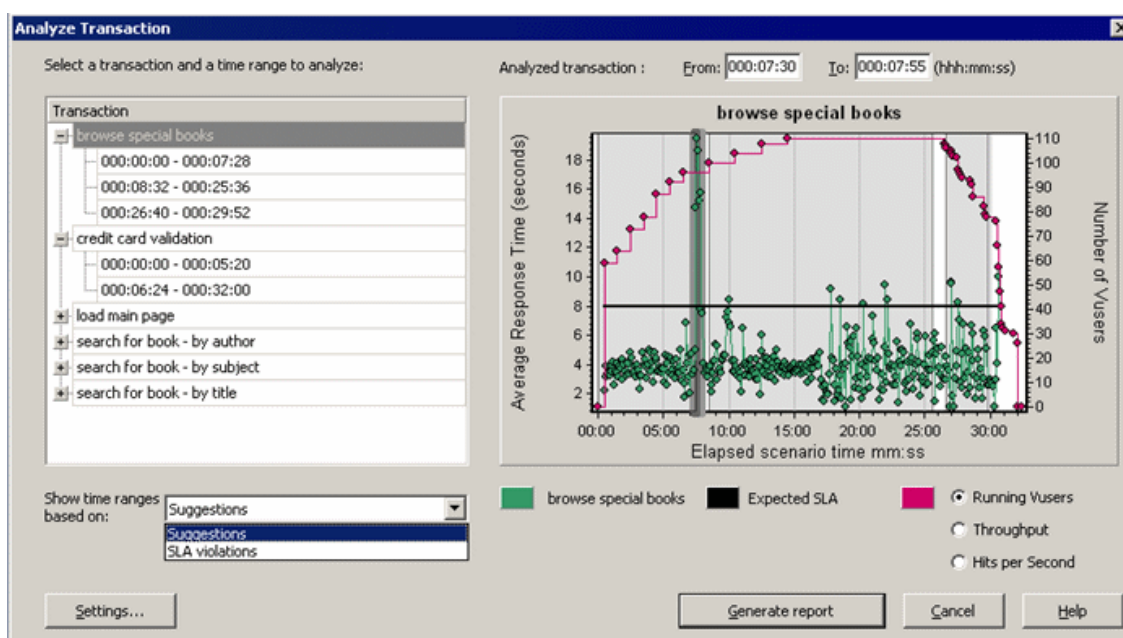 Analyze Transaction
Select a transaction and a time range to analyze:
Analyzed transaction : From: 000:07:30 To: 000:07:55 (hhh:mm:ss)
Transaction
browse special books
000:00:00 - 000:07:28
000:08:32 - 000:25:36
000:26:40 - 000:29:52
credit card validation
000:00:00 - 000:05:20
000:06:24 - 000:32:00
load main page
search for book - by author
search for book - by subject
search for book - by title
browse special books
Average Response Time (seconds)
18
16
14
12
10
8
6
4
2
110
100
90
80
70
60
50
40
30
20
10
0
Number of Vusers
00:00 05:00 10:00 15:00 20:00 25:00 30:00
Elapsed scenario time mm:ss
Show time ranges
based on:
Suggestions
Suggestions
SLA violations
browse special books Expected SLA Running Vusers
Throughput
Hits per Second
Settings... Generate report Cancel Help